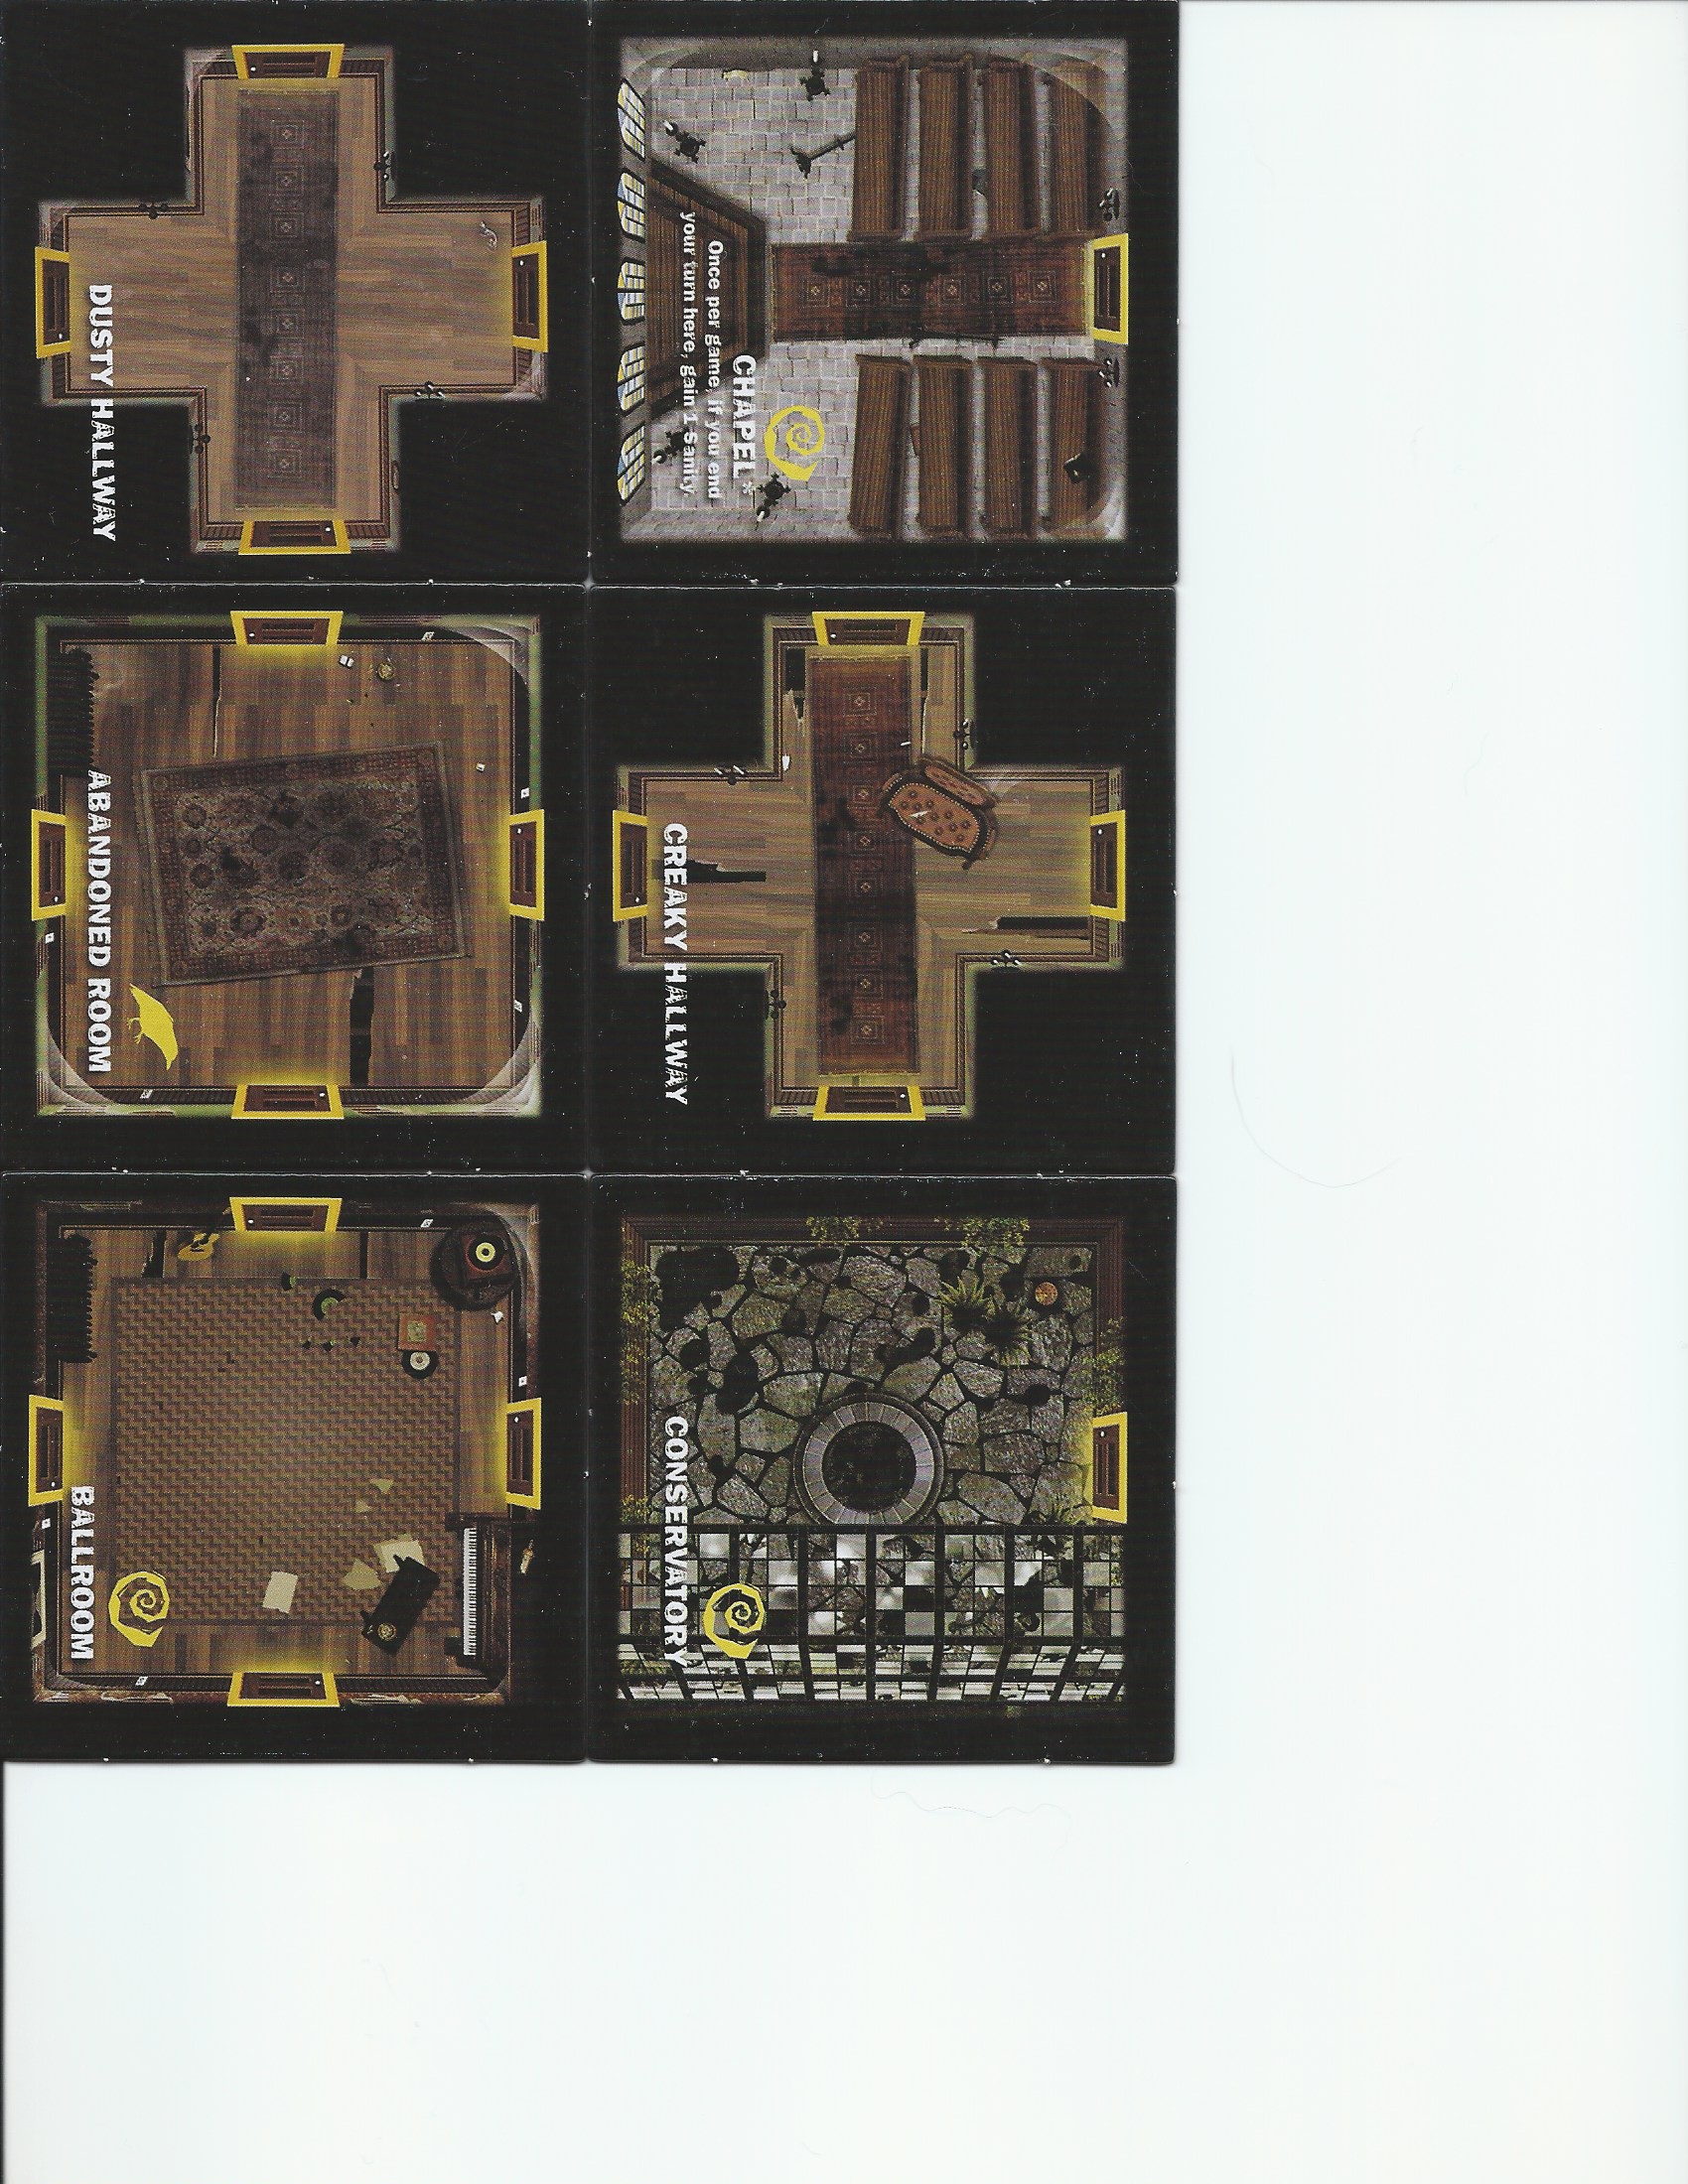 DUSTY HALLWAY
CHAPEL*
Once per game, if you end
your turn here, gain 1 Sanity.
ABANDONED ROOM
CREAKY HALLWAY
BALLROOM
CONSERVATORY